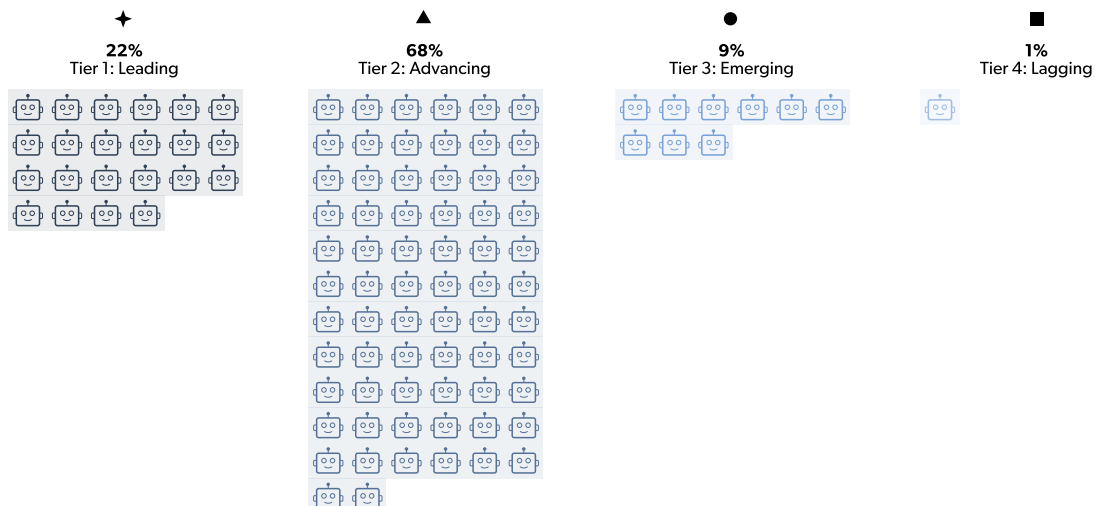 22%
Tier 1: Leading
68%
Tier 2: Advancing
9%
Tier 3: Emerging
1%
Tier 4: Lagging